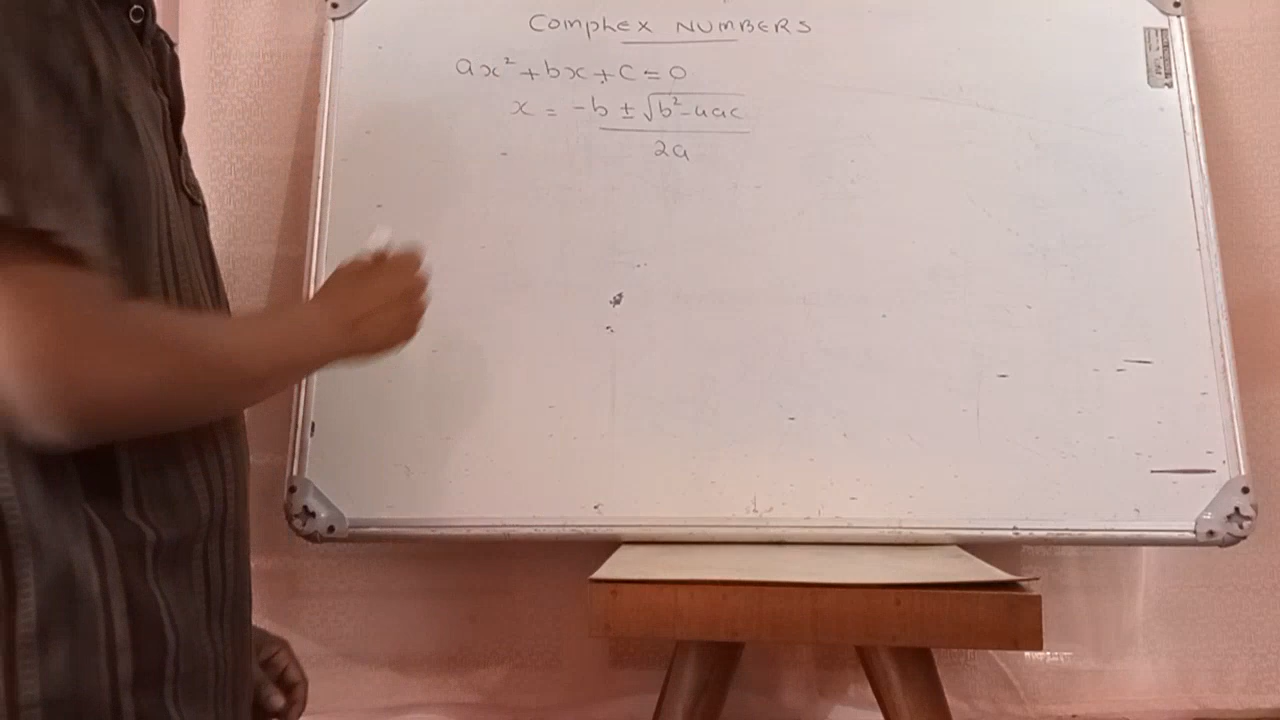 Complex NUMBERS
ax² + bx + c = 0
x = -b ± √b² - 4ac
2a